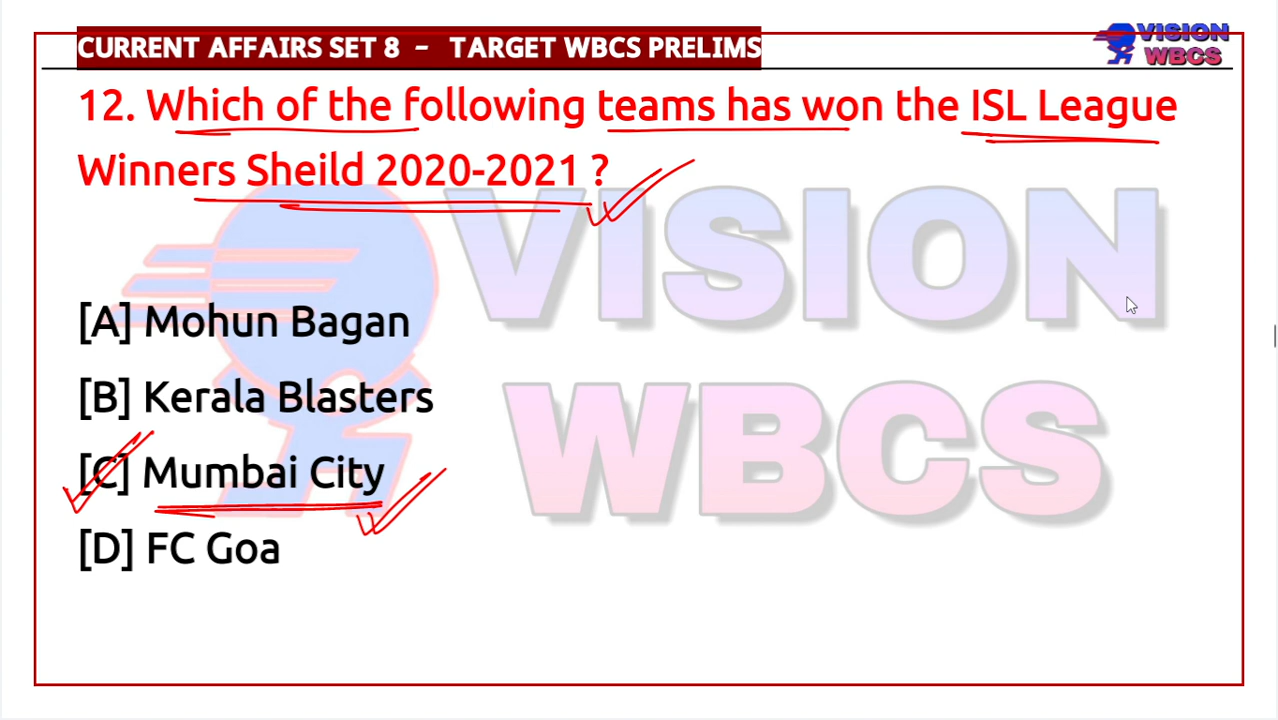 CURRENT AFFAIRS SET 8 - TARGET WBCS PRELIMS
VISION
WBCS
12. Which of the following teams has won the ISL League
Winners Sheild 2020-2021 ?
VISION
WBCS
[A] Mohun Bagan
[B] Kerala Blasters
[C] Mumbai City
[D] FC Goa